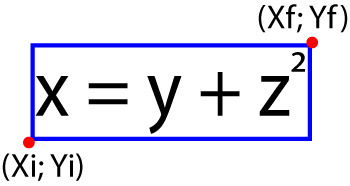 (Xf; Yf)
x = y + z²
(Xi; Yi)